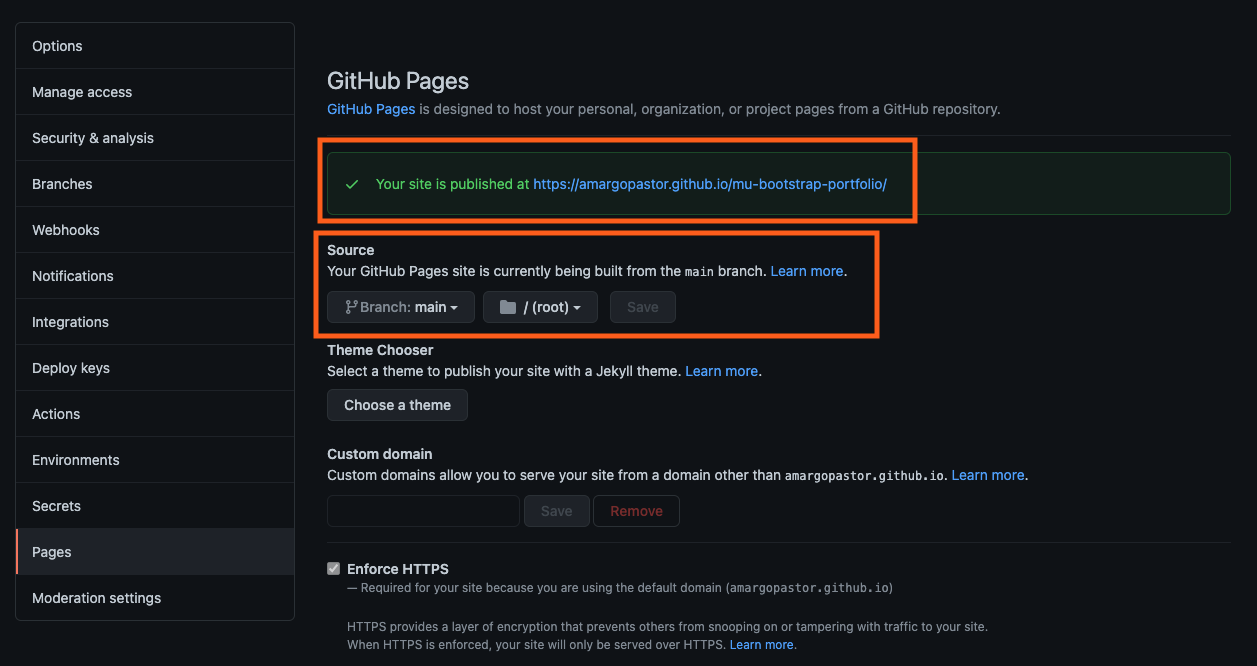 Options
Manage access
Security & analysis
Branches
Webhooks
Notifications
Integrations
Deploy keys
Actions
Environments
Secrets
Pages
Moderation settings
GitHub Pages
GitHub Pages is designed to host your personal, organization, or project pages from a GitHub repository.
Your site is published at https://amargopastor.github.io/mu-bootstrap-portfolio/
Source
Your GitHub Pages site is currently being built from the main branch. Learn more.
Branch: main / (root) Save
Theme Chooser
Select a theme to publish your site with a Jekyll theme. Learn more.
Choose a theme
Custom domain
Custom domains allow you to serve your site from a domain other than amargopastor.github.io. Learn more.
Save Remove
Enforce HTTPS
— Required for your site because you are using the default domain (amargopastor.github.io)
HTTPS provides a layer of encryption that prevents others from snooping on or tampering with traffic to your site.
When HTTPS is enforced, your site will only be served over HTTPS. Learn more.